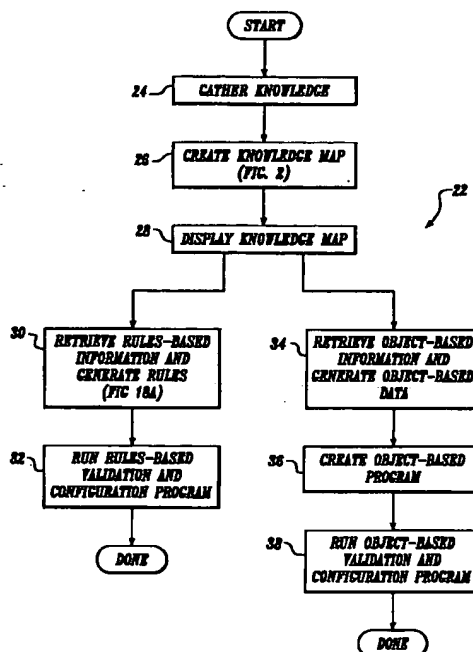 START
24
GATHER KNOWLEDGE
26
CREATE KNOWLEDGE MAP
(FIG. 2)
22
28
DISPLAY KNOWLEDGE MAP
30
RETRIEVE RULES-BASED
INFORMATION AND
GENERATE RULES
(FIG 18A)
34
RETRIEVE OBJECT-BASED
INFORMATION AND
GENERATE OBJECT-BASED
DATA
32
RUN RULES-BASED
VALIDATION AND
CONFIGURATION PROGRAM
36
CREATE OBJECT-BASED
PROGRAM
DONE
38
RUN OBJECT-BASED
VALIDATION AND
CONFIGURATION PROGRAM
DONE